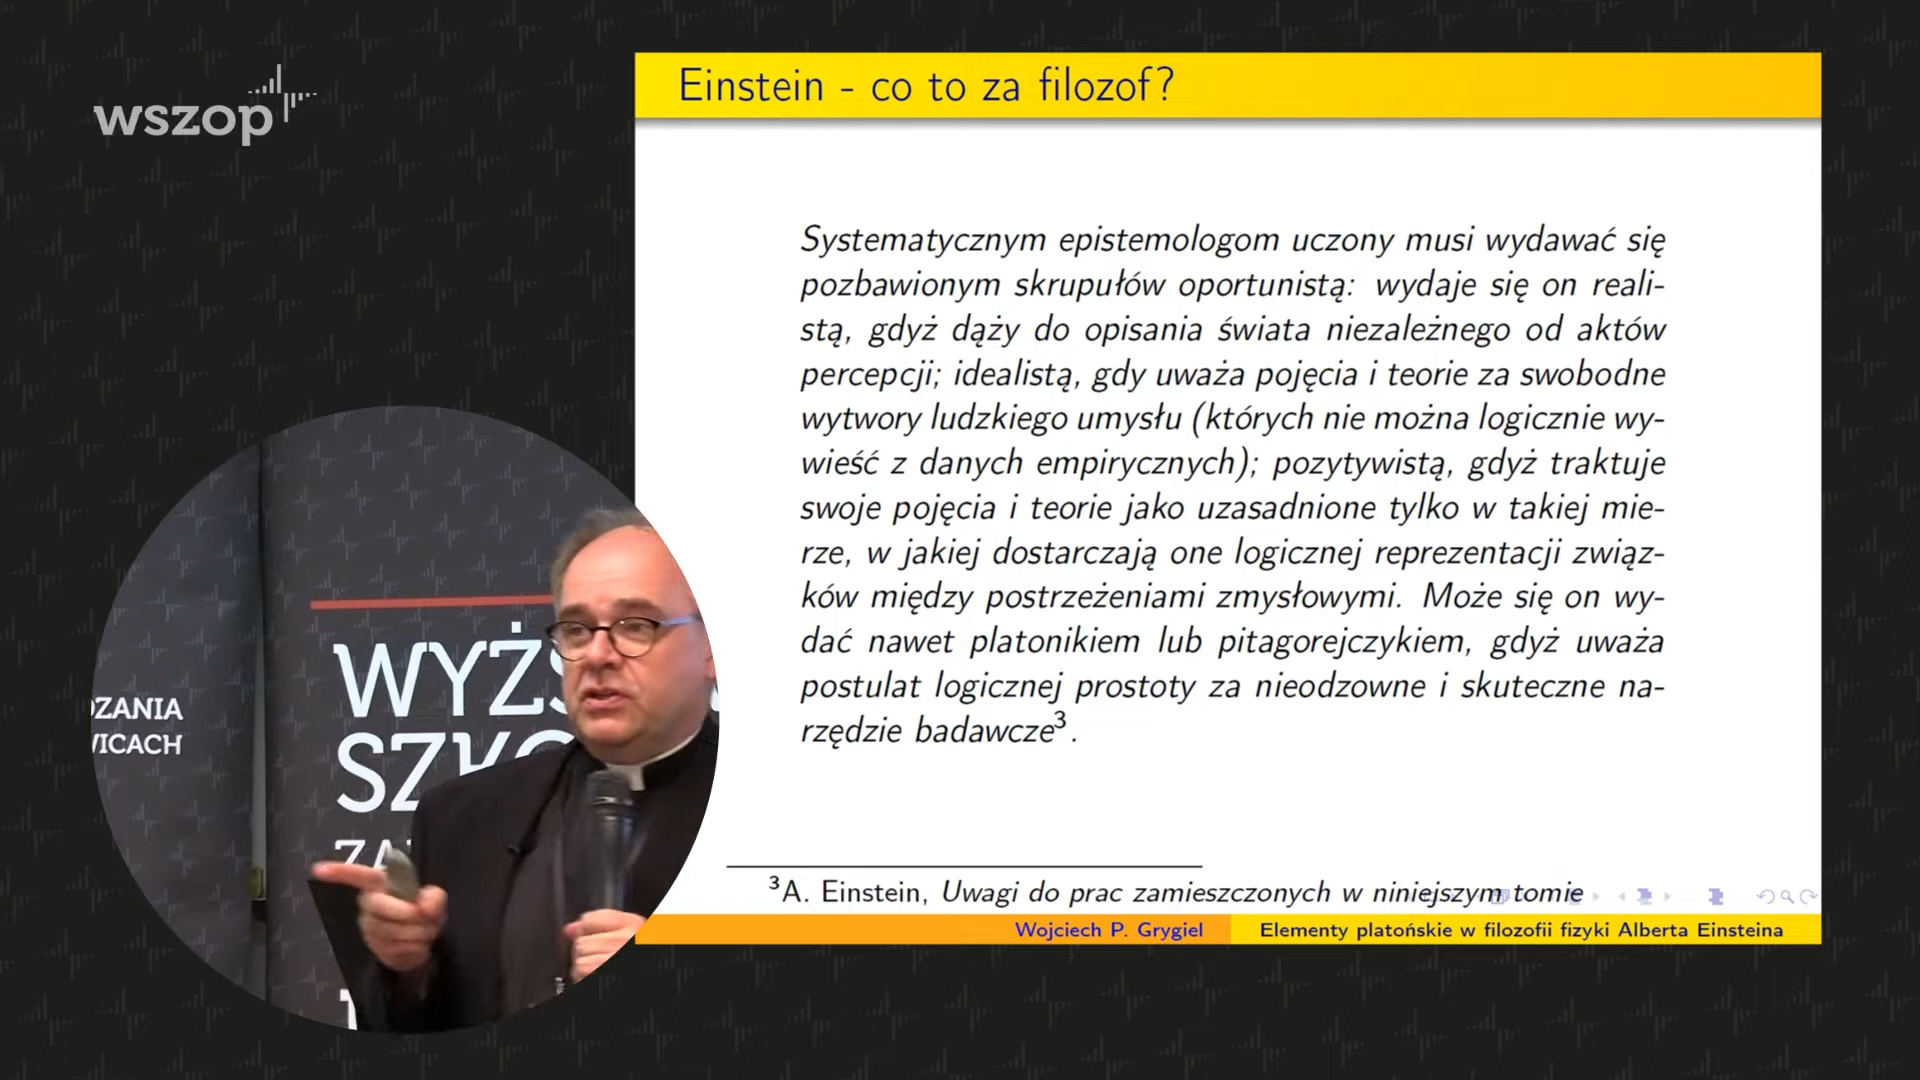 wszop
Einstein - co to za filozof?
Systematycznym epistemologom uczony musi wydawać się
pozbawionym skrupułów oportunistą: wydaje się on reali-
stą, gdyż dąży do opisania świata niezależnego od aktów
percepcji; idealistą, gdy uważa pojęcia i teorie za swobodne
wytwory ludzkiego umysłu (których nie można logicznie wy-
wieść z danych empirycznych); pozytywistą, gdyż traktuje
swoje pojęcia i teorie jako uzasadnione tylko w takiej mie-
rze, w jakiej dostarczają one logicznej reprezentacji związ-
ków między postrzeżeniami zmysłowymi. Może się on wy-
dać nawet platonikiem lub pitagorejczykiem, gdyż uważa
postulat logicznej prostoty za nieodzowne i skuteczne na-
rzędzie badawcze³.
³A. Einstein, Uwagi do prac zamieszczonych w niniejszym tomie
Wojciech P. Grygiel
Elementy platońskie w filozofii fizyki Alberta Einsteina
DZANIA
WICACH
WYŻS
SZKO
ZA